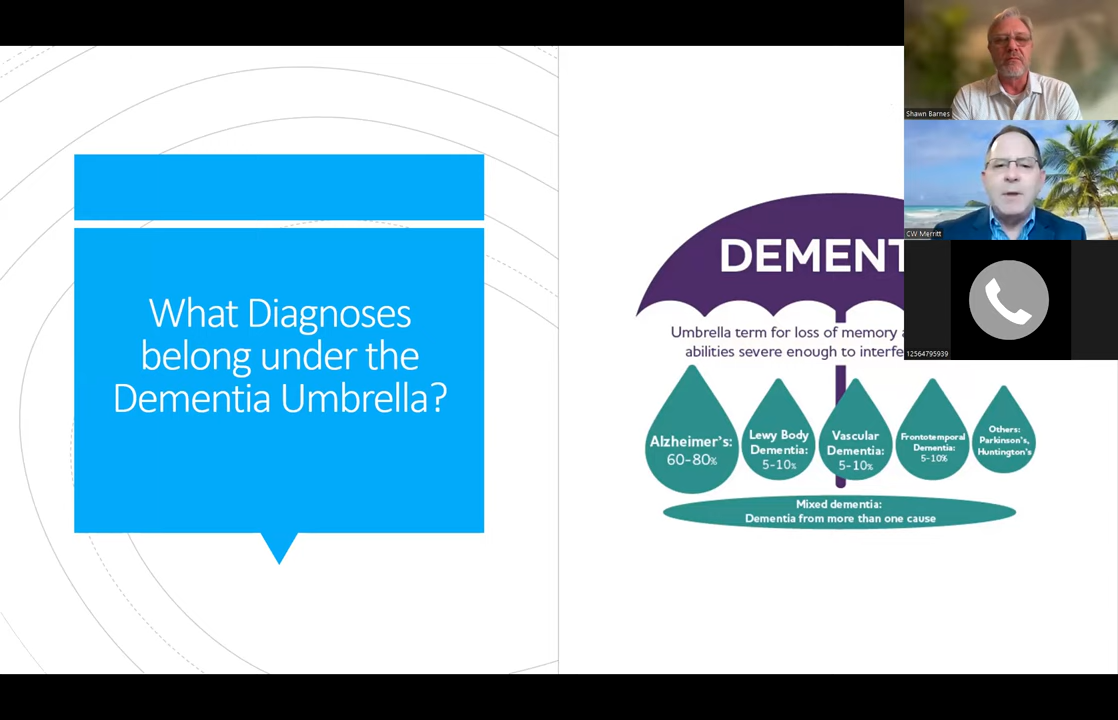 What Diagnoses
belong under the
Dementia Umbrella?
DEMENT
Umbrella term for loss of memory a
abilities severe enough to interfe
Alzheimer's:
60-80%
Lewy Body
Dementia:
5-10%
Vascular
Dementia:
5-10%
Frontotemporal
Dementia:
5-10%
Others:
Parkinson's,
Huntington's
Mixed dementia:
Dementia from more than one cause
Shawn Barnes
CW Merritt
12564795939